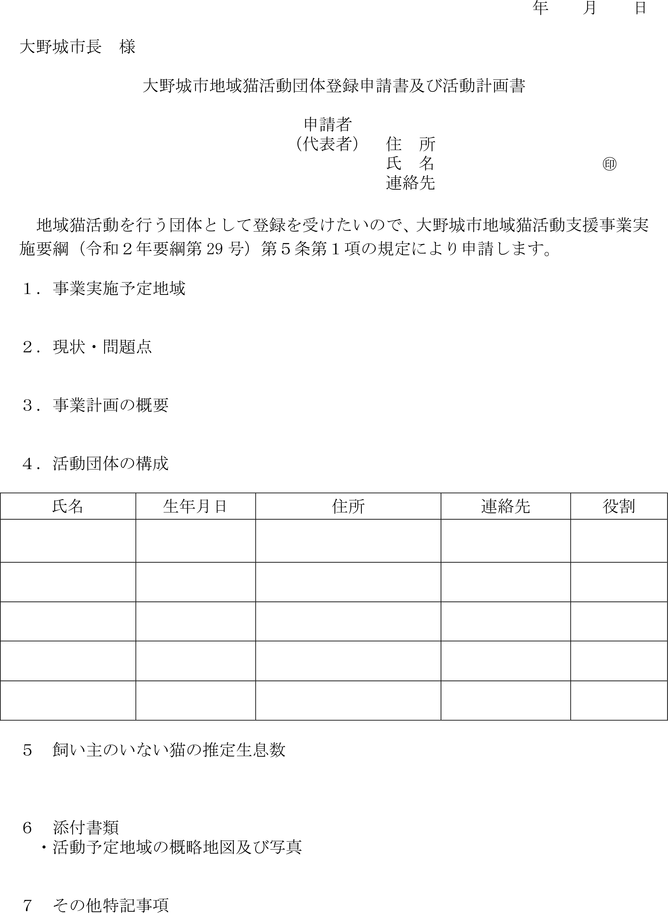 年　　月　　日
大野城市長　様
大野城市地域猫活動団体登録申請書及び活動計画書
申請者
（代表者）　住　所
氏　名　　　　　　　　　　㊞
連絡先
地域猫活動を行う団体として登録を受けたいので、大野城市地域猫活動支援事業実
施要綱（令和２年要綱第 29 号）第５条第１項の規定により申請します。
１．事業実施予定地域
２．現状・問題点
３．事業計画の概要
４．活動団体の構成
氏名　生年月日　住所　連絡先　役割
５　飼い主のいない猫の推定生息数
６　添付書類
・活動予定地域の概略地図及び写真
７　その他特記事項